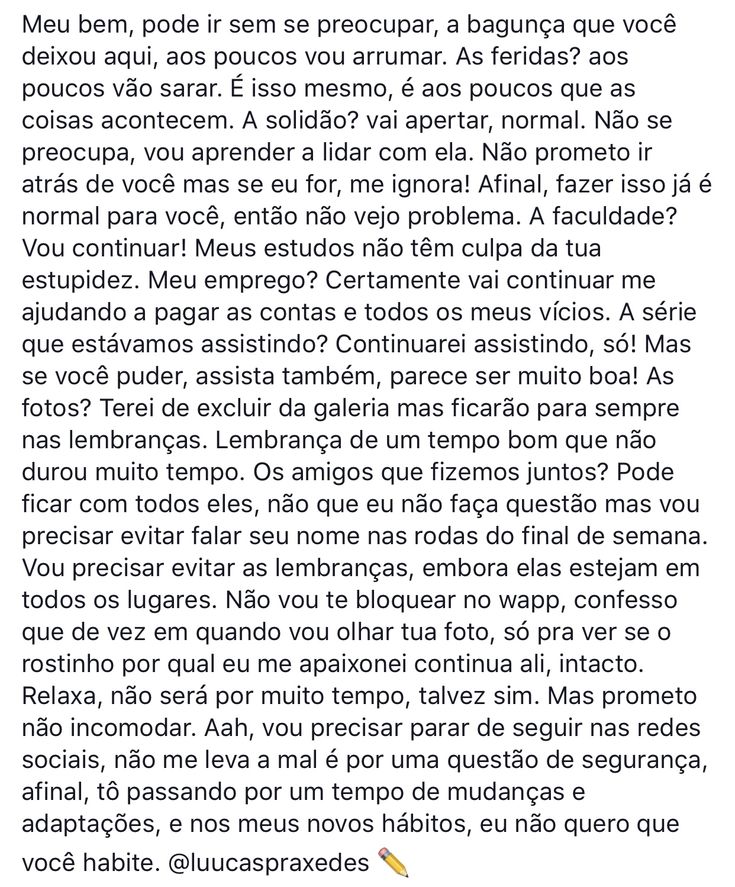 Meu bem, pode ir sem se preocupar, a bagunça que você
deixou aqui, aos poucos vou arrumar. As feridas? aos
poucos vão sarar. É isso mesmo, é aos poucos que as
coisas acontecem. A solidão? vai apertar, normal. Não se
preocupa, vou aprender a lidar com ela. Não prometo ir
atrás de você mas se eu for, me ignora! Afinal, fazer isso já é
normal para você, então não vejo problema. A faculdade?
Vou continuar! Meus estudos não têm culpa da tua
estupidez. Meu emprego? Certamente vai continuar me
ajudando a pagar as contas e todos os meus vícios. A série
que estávamos assistindo? Continuarei assistindo, só! Mas
se você puder, assista também, parece ser muito boa! As
fotos? Terei de excluir da galeria mas ficarão para sempre
nas lembranças. Lembrança de um tempo bom que não
durou muito tempo. Os amigos que fizemos juntos? Pode
ficar com todos eles, não que eu não faça questão mas vou
precisar evitar falar seu nome nas rodas do final de semana.
Vou precisar evitar as lembranças, embora elas estejam em
todos os lugares. Não vou te bloquear no wapp, confesso
que de vez em quando vou olhar tua foto, só pra ver se o
rostinho por qual eu me apaixonei continua ali, intacto.
Relaxa, não será por muito tempo, talvez sim. Mas prometo
não incomodar. Aah, vou precisar parar de seguir nas redes
sociais, não me leva a mal é por uma questão de segurança,
afinal, tô passando por um tempo de mudanças e
adaptações, e nos meus novos hábitos, eu não quero que
você habite. @luucaspraxedes ✏️